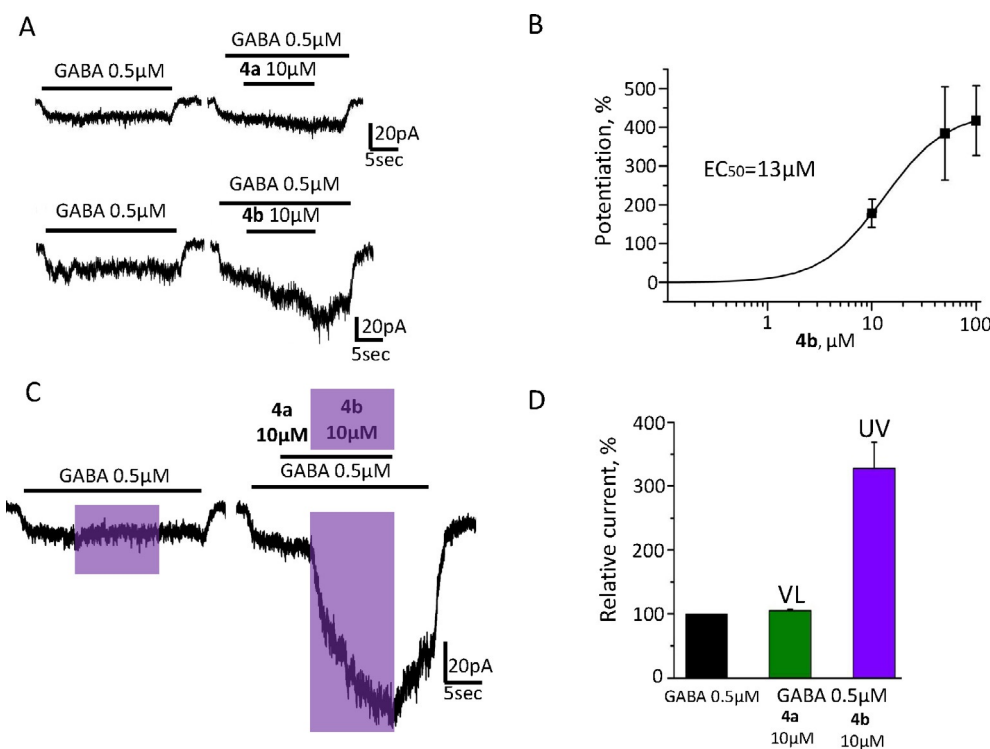 A
GABA 0.5µM
GABA 0.5µM
4a 10µM
20pA
5sec
GABA 0.5µM
GABA 0.5µM
4b 10µM
20pA
5sec
B
Potentiation, %
500
400
300
200
100
0
EC50=13µM
1
10
100
4b, µM
C
4a
10µM
4b
10µM
GABA 0.5µM
GABA 0.5µM
20pA
5sec
D
Relative current, %
400
350
300
200
100
0
VL
UV
GABA 0.5µM
GABA 0.5µM
4a
10µM
4b
10µM